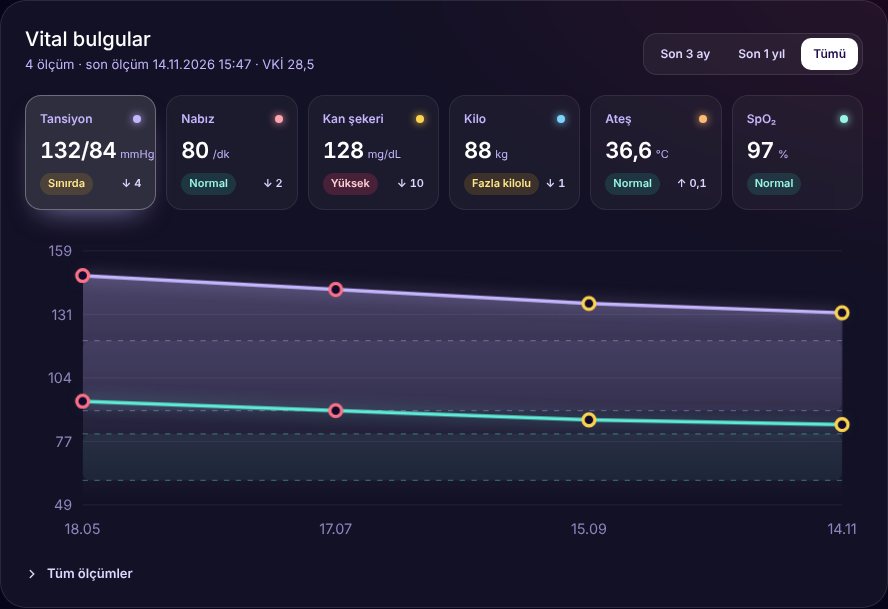 Vital bulgular
4 ölçüm · son ölçüm 14.11.2026 15:47 · VKİ 28,5
Son 3 ay
Son 1 yıl
Tümü
Tansiyon
132/84 mmHg
Sınırda
↓ 4
Nabız
80 /dk
Normal
↓ 2
Kan şekeri
128 mg/dL
Yüksek
↓ 10
Kilo
88 kg
Fazla kilolu
↓ 1
Ateş
36,6 °C
Normal
↑ 0,1
SpO₂
97 %
Normal
159
131
104
77
49
18.05
17.07
15.09
14.11
Tüm ölçümler